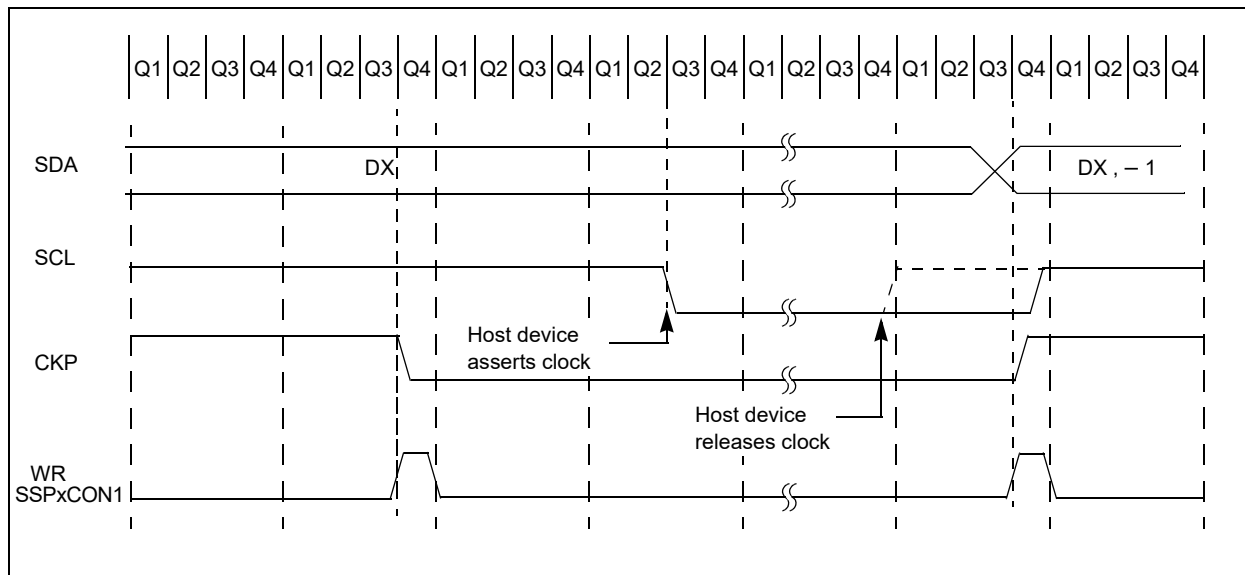 Q1 Q2 Q3 Q4 Q1 Q2 Q3 Q4 Q1 Q2 Q3 Q4 Q1 Q2 Q3 Q4 Q1 Q2 Q3 Q4 Q1 Q2 Q3 Q4 Q1 Q2 Q3 Q4
SDA
DX
DX , – 1
SCL
Host device
asserts clock
CKP
Host device
releases clock
WR
SSPxCON1